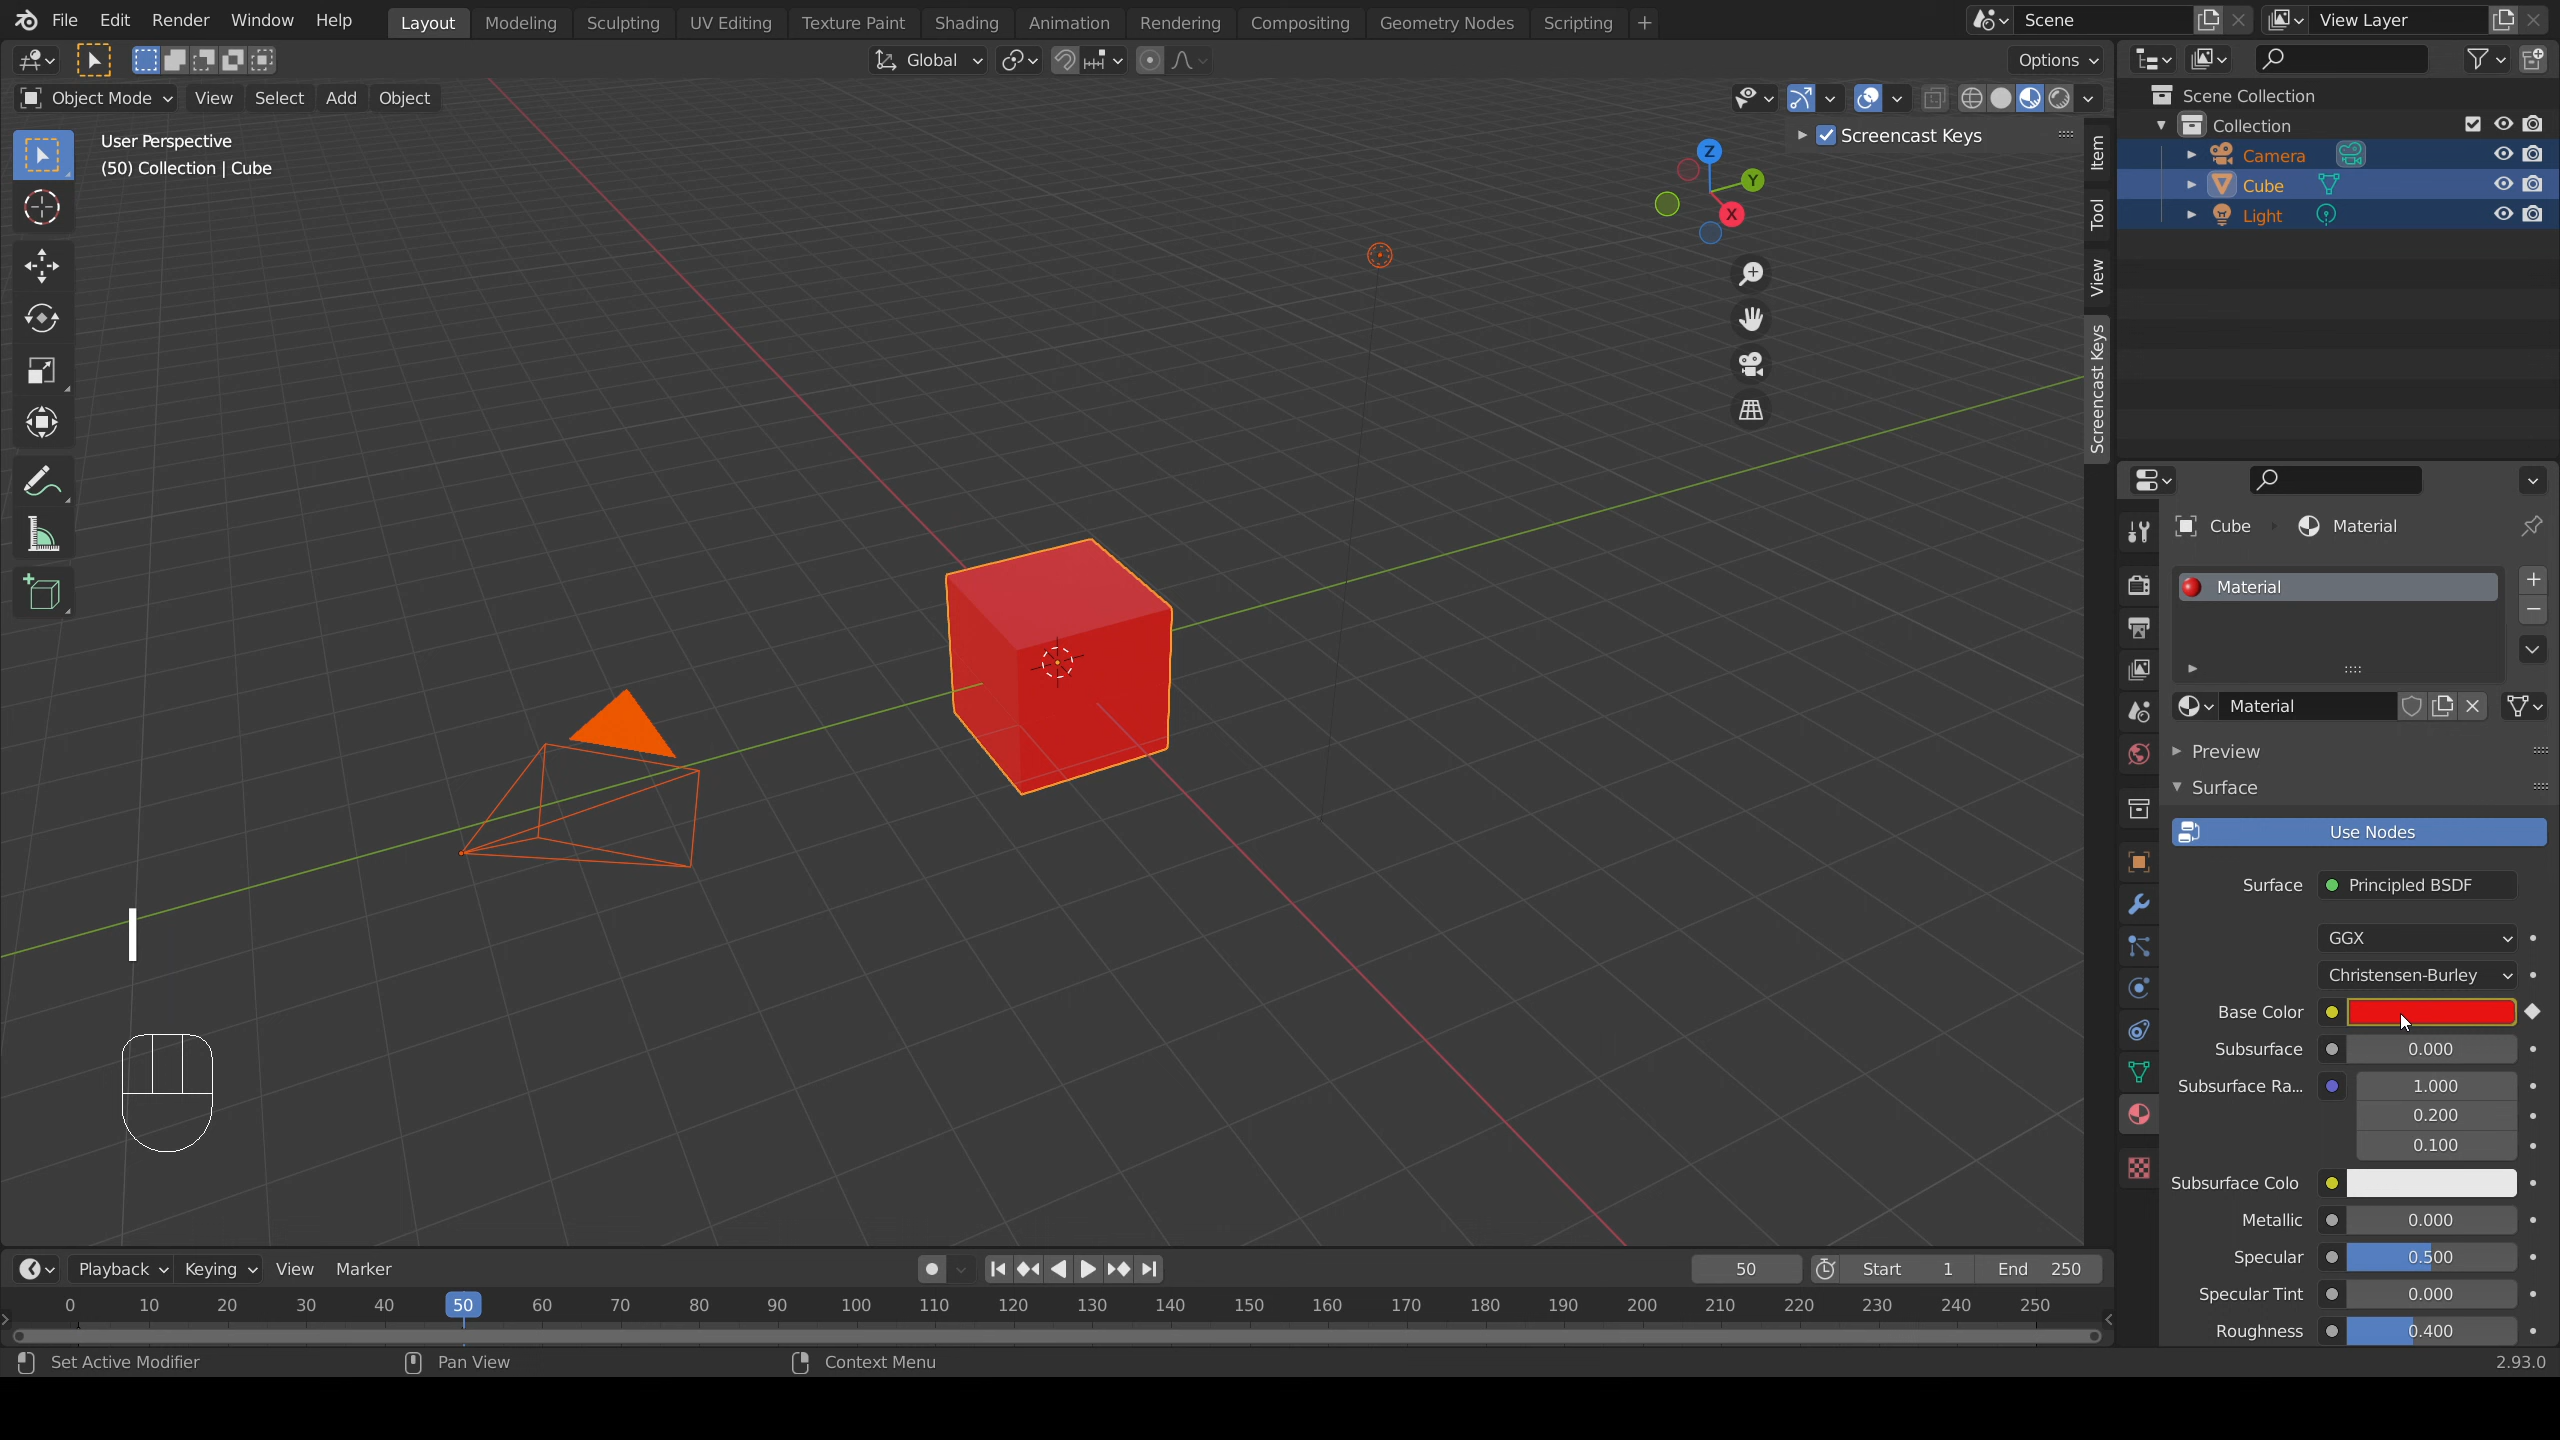 File Edit Render Window Help Layout Modeling Sculpting UV Editing Texture Paint Shading Animation Rendering Compositing Geometry Nodes Scripting + Scene View Layer
Global Options
Object Mode View Select Add Object
Scene Collection
Collection
Camera
Cube
Light
User Perspective
(50) Collection | Cube
Screencast Keys
Z
Y
X
Item
Tool
View
Screencast Keys
Cube Material
Material
Material
Preview
Surface
Use Nodes
Surface Principled BSDF
GGX
Christensen-Burley
Base Color
Subsurface 0.000
Subsurface Ra... 1.000
0.200
0.100
Subsurface Colo
Metallic 0.000
Specular 0.500
Specular Tint 0.000
Roughness 0.400
I
Playback Keying View Marker 50 Start 1 End 250
0 10 20 30 40 50 60 70 80 90 100 110 120 130 140 150 160 170 180 190 200 210 220 230 240 250
Set Active Modifier Pan View Context Menu 2.93.0